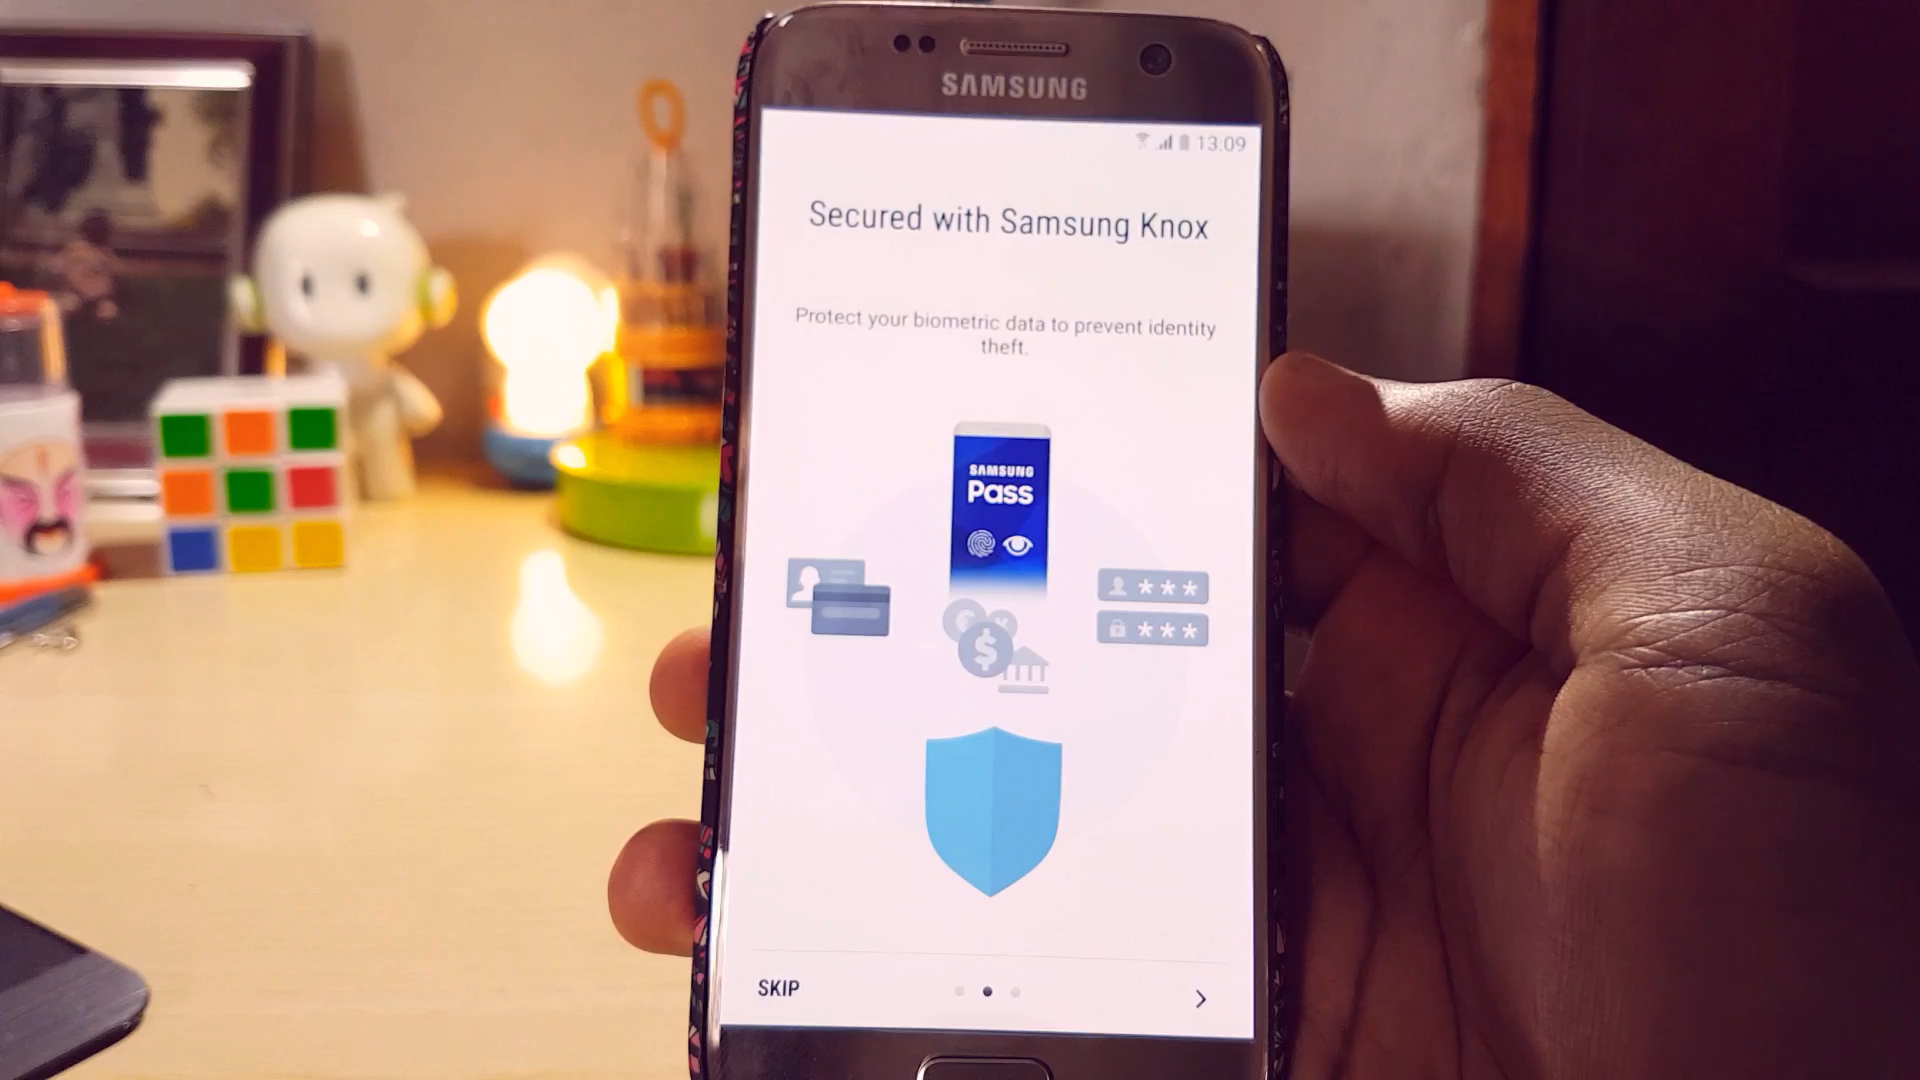 SAMSUNG
13:09
Secured with Samsung Knox
Protect your biometric data to prevent identity
theft.
SAMSUNG
Pass
***
***
$
SKIP